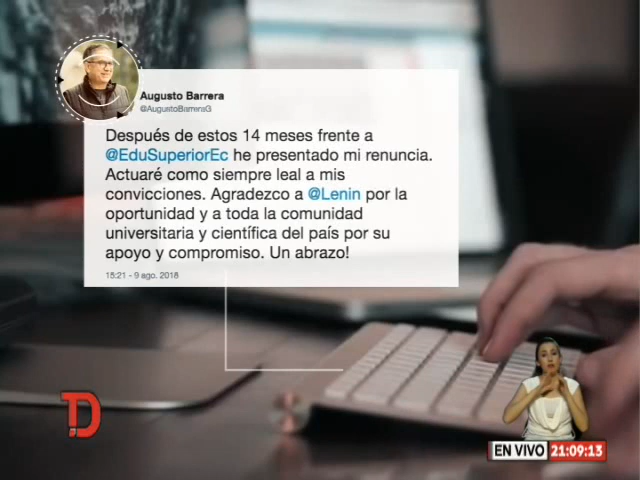 Augusto Barrera
@AugustoBarreraG
Después de estos 14 meses frente a
@EduSuperiorEc he presentado mi renuncia.
Actuaré como siempre leal a mis
convicciones. Agradezco a @Lenin por la
oportunidad y a toda la comunidad
universitaria y científica del país por su
apoyo y compromiso. Un abrazo!
15:21 - 9 ago. 2018
TD
EN VIVO 21:09:13